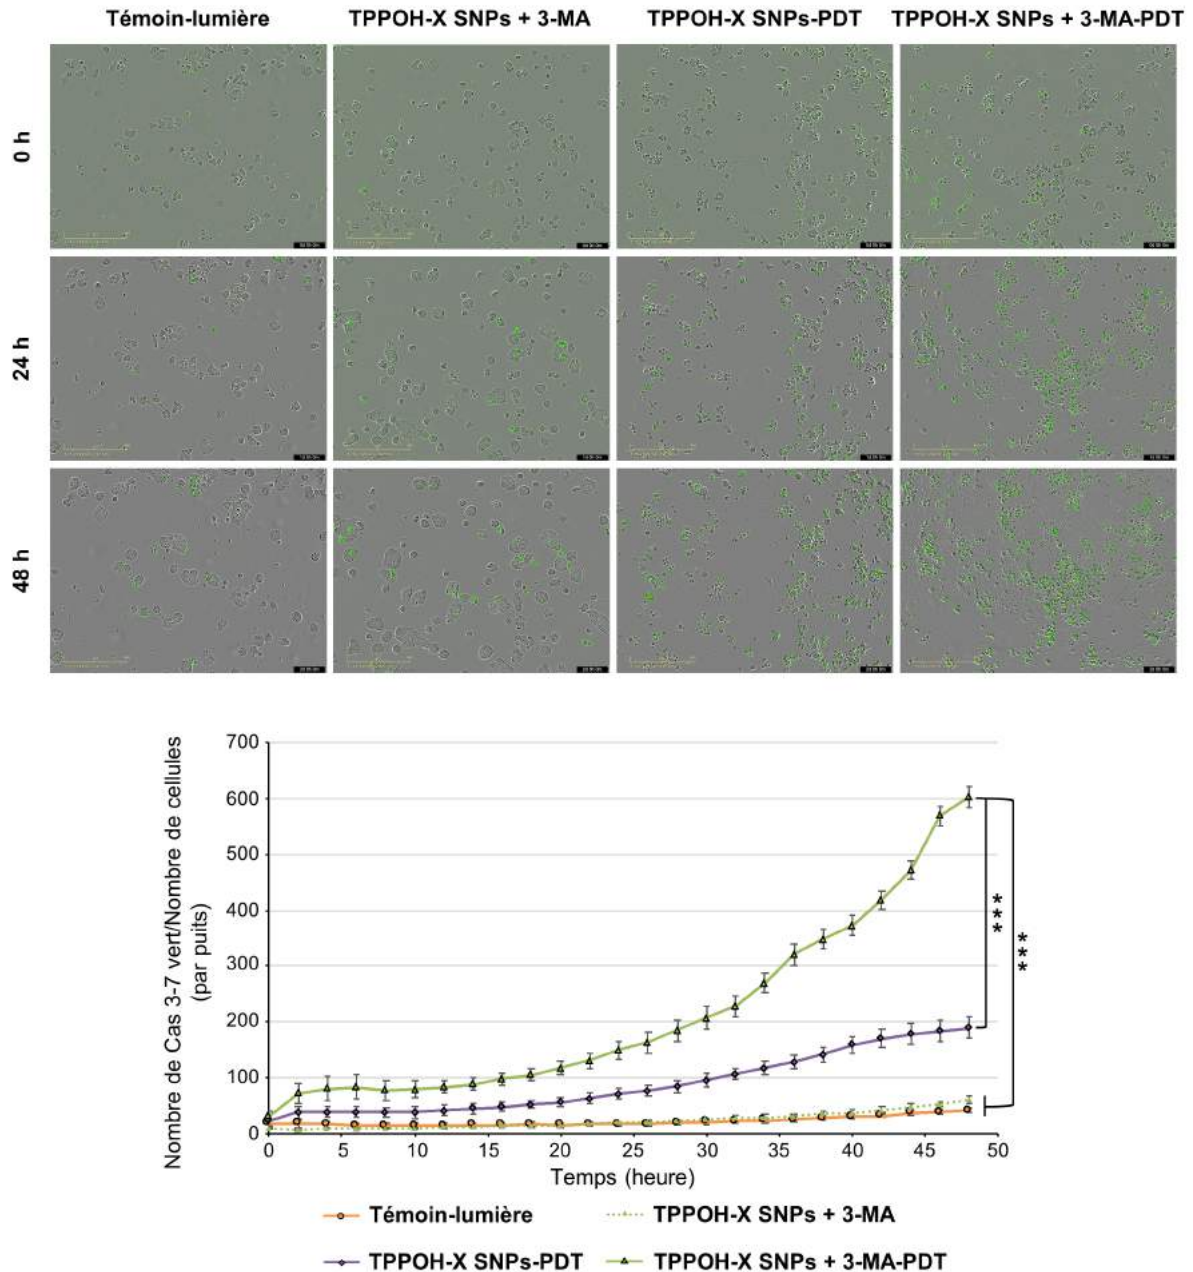 Témoin-lumière TPPOH-X SNPs + 3-MA TPPOH-X SNPs-PDT TPPOH-X SNPs + 3-MA-PDT
0 h
24 h
48 h
Nombre de Cas 3-7 vert/Nombre de cellules
(par puits)
700
600
500
400
300
200
100
0
0 5 10 15 20 25 30 35 40 45 50
Temps (heure)
***
***
Témoin-lumière TPPOH-X SNPs + 3-MA
TPPOH-X SNPs-PDT TPPOH-X SNPs + 3-MA-PDT